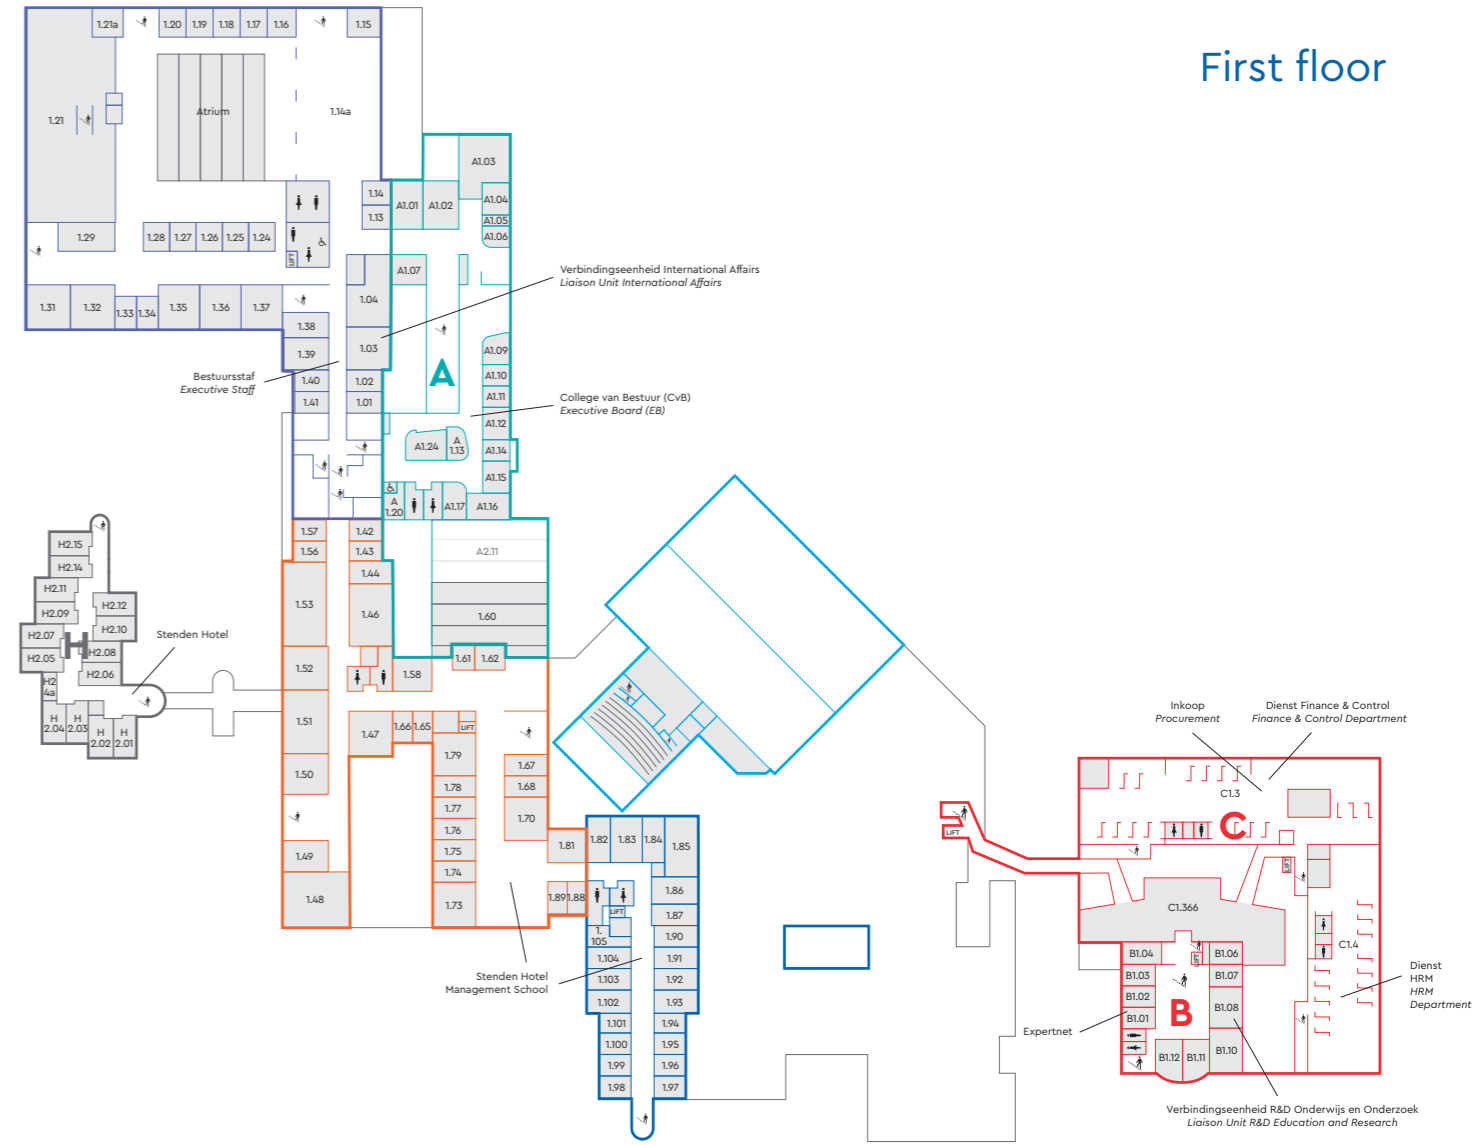 First floor
1.21a
1.20
1.19
1.18
1.17
1.16
1.15
1.21
Atrium
1.14a
A1.03
1.14
1.13
A1.01
A1.02
A1.04
A1.05
A1.06
1.29
1.28
1.27
1.26
1.25
1.24
LIFT
A1.07
Verbindingseenheid International Affairs
Liaison Unit International Affairs
1.31
1.32
1.33
1.34
1.35
1.36
1.37
1.04
1.38
1.39
1.03
A1.09
A
Bestuursstaf
Executive Staff
1.40
1.02
A1.10
1.41
1.01
A1.11
College van Bestuur (CvB)
Executive Board (EB)
A1.12
A1.24
A
1.13
A1.14
A1.15
A
1.20
A1.17
A1.16
1.57
1.42
1.56
1.43
A2.11
1.44
H2.15
H2.14
H2.11
H2.09
H2.12
H2.10
H2.07
H
H2.08
H2.05
H2.06
H2
4a
H
2.04
H
2.03
H
2.02
H
2.01
Stenden Hotel
1.53
1.46
1.60
1.61
1.62
1.52
1.58
1.51
1.47
1.66
1.65
LIFT
1.79
1.67
1.50
1.78
1.68
1.77
1.70
1.76
1.49
1.75
1.81
1.74
1.48
1.73
1.89
1.88
1.82
1.83
1.84
1.85
1.86
LIFT
1.87
1.
105
1.90
1.104
1.91
1.103
1.92
1.102
1.93
1.101
1.94
1.100
1.95
1.99
1.96
1.98
1.97
Stenden Hotel
Management School
Inkoop
Procurement
Dienst Finance & Control
Finance & Control Department
C1.3
C
LIFT
LIFT
C1.366
C1.4
B1.04
LIFT
B1.06
B1.03
B1.07
B1.02
B1.08
B1.01
B
B1.12
B1.11
B1.10
Expertnet
Dienst
HRM
HRM
Department
Verbindingseenheid R&D Onderwijs en Onderzoek
Liaison Unit R&D Education and Research